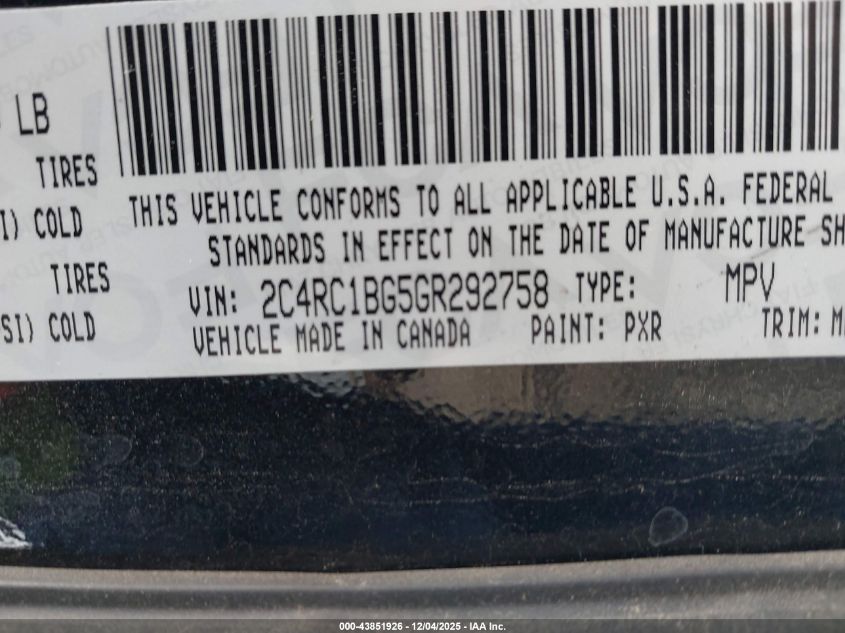 LB
TIRES
THIS VEHICLE CONFORMS TO ALL APPLICABLE U.S.A. FEDERAL
COLD
STANDARDS IN EFFECT ON THE DATE OF MANUFACTURE SH
TIRES
VIN: 2C4RC1BG5GR292758 TYPE: MPV
SI) COLD
VEHICLE MADE IN CANADA PAINT: PXR TRIM:
000-43851926 - 12/04/2025 - IAA Inc.